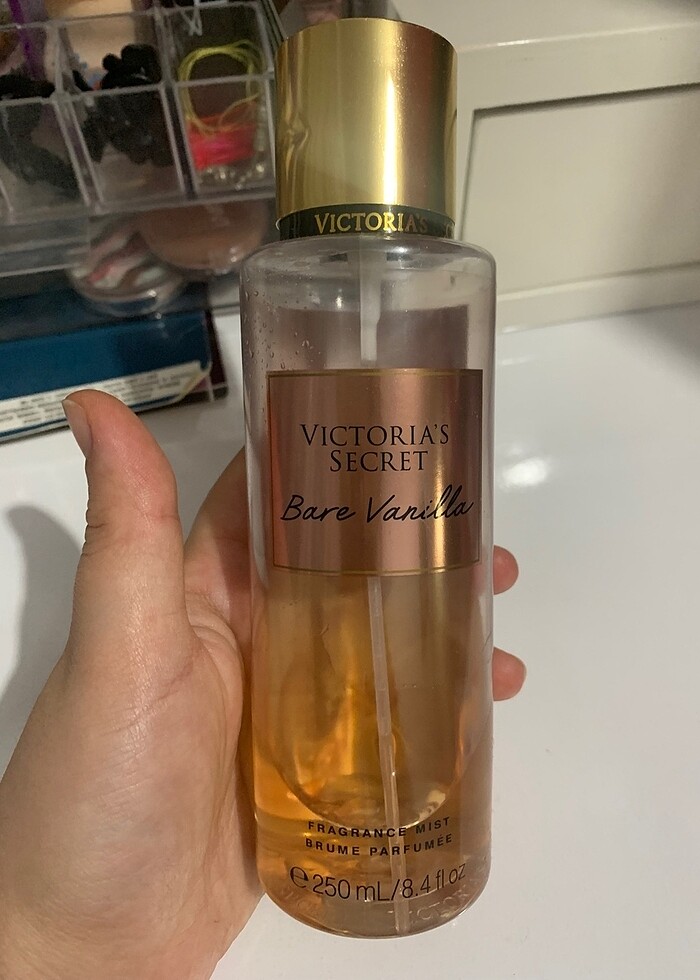 VICTORIA'S
VICTORIA'S
SECRET
Bare Vanilla
FRAGRANCE MIST
BRUME PARFUMÉE
℮ 250 mL/8.4 fl oz